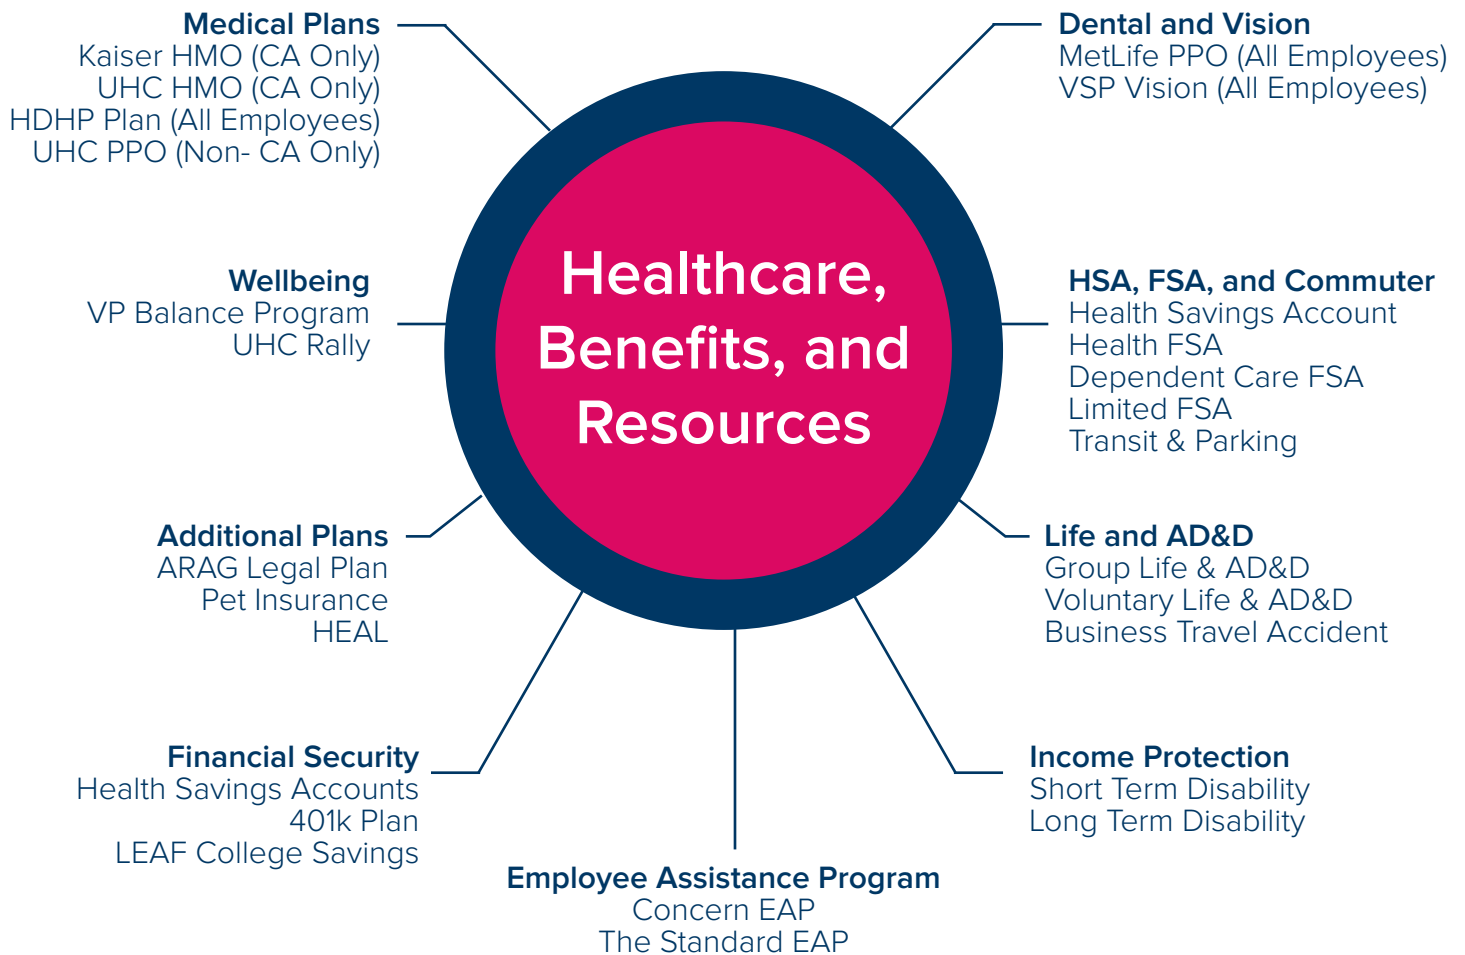 Medical Plans
Kaiser HMO (CA Only)
UHC HMO (CA Only)
HDHP Plan (All Employees)
UHC PPO (Non- CA Only)
Dental and Vision
MetLife PPO (All Employees)
VSP Vision (All Employees)
Healthcare,
Benefits, and
Resources
Wellbeing
VP Balance Program
UHC Rally
HSA, FSA, and Commuter
Health Savings Account
Health FSA
Dependent Care FSA
Limited FSA
Transit & Parking
Additional Plans
ARAG Legal Plan
Pet Insurance
HEAL
Life and AD&D
Group Life & AD&D
Voluntary Life & AD&D
Business Travel Accident
Financial Security
Health Savings Accounts
401k Plan
LEAF College Savings
Income Protection
Short Term Disability
Long Term Disability
Employee Assistance Program
Concern EAP
The Standard EAP